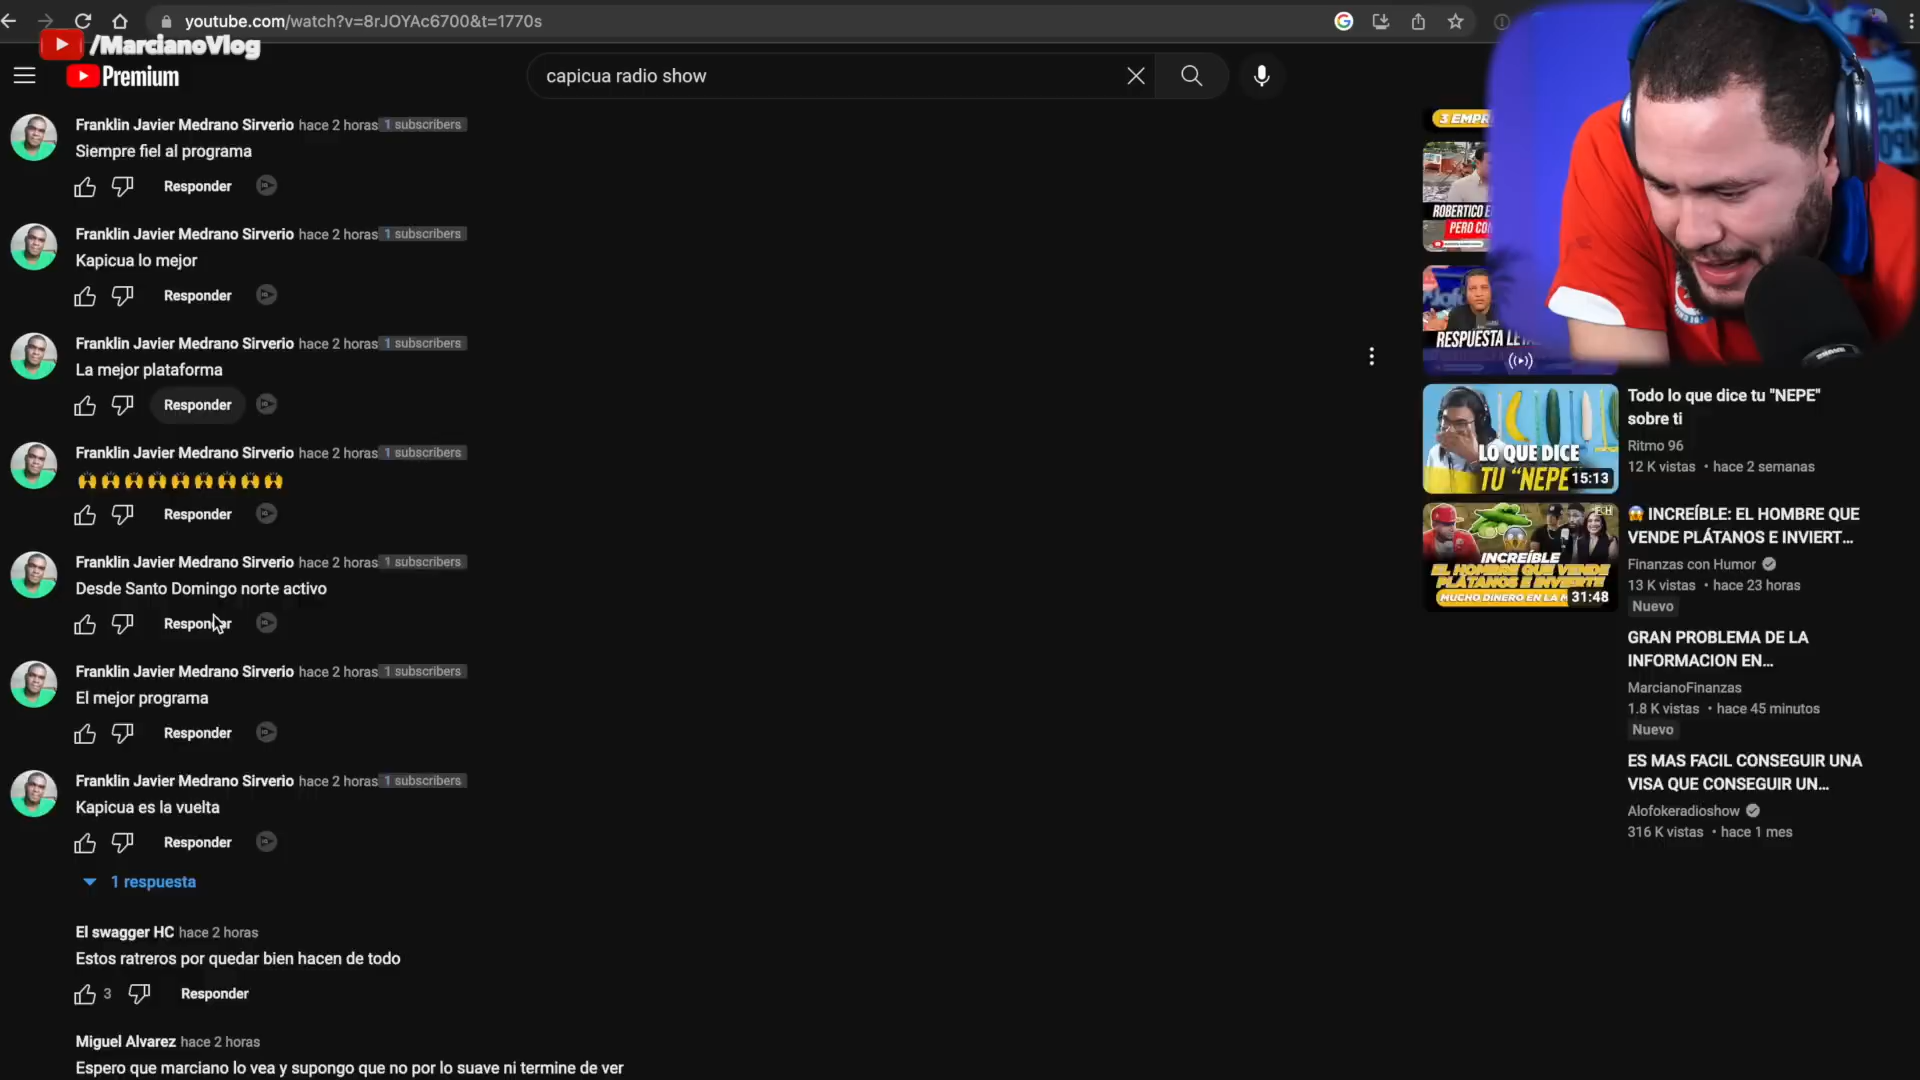 youtube.com/watch?v=8rJOYAc6700&t=1770s
/MarcianoVlog
Premium
capicua radio show
Franklin Javier Medrano Sirverio hace 2 horas 1 subscribers
Siempre fiel al programa
Responder
Franklin Javier Medrano Sirverio hace 2 horas 1 subscribers
Kapicua lo mejor
Responder
Franklin Javier Medrano Sirverio hace 2 horas 1 subscribers
La mejor plataforma
Responder
Franklin Javier Medrano Sirverio hace 2 horas 1 subscribers
🙌🙌🙌🙌🙌🙌🙌🙌🙌
Responder
Franklin Javier Medrano Sirverio hace 2 horas 1 subscribers
Desde Santo Domingo norte activo
Responder
Franklin Javier Medrano Sirverio hace 2 horas 1 subscribers
El mejor programa
Responder
Franklin Javier Medrano Sirverio hace 2 horas 1 subscribers
Kapicua es la vuelta
Responder
1 respuesta
El swagger HC hace 2 horas
Estos ratreros por quedar bien hacen de todo
3 Responder
Miguel Alvarez hace 2 horas
Espero que marciano lo vea y supongo que no por lo suave ni termine de ver
3 EMPR
ROBERTICO E
PERO CO
RESPUESTA
LO QUE DICE
TU "NEPE
15:13
Todo lo que dice tu "NEPE"
sobre ti
Ritmo 96
12 K vistas • hace 2 semanas
INCREÍBLE
EL HOMBRE QUE VENDE
PLÁTANOS E INVIERTE
MUCHO DINERO EN LA
31:48
😱 INCREÍBLE: EL HOMBRE QUE
VENDE PLÁTANOS E INVIERT...
Finanzas con Humor
13 K vistas • hace 23 horas
Nuevo
GRAN PROBLEMA DE LA
INFORMACION EN...
MarcianoFinanzas
1.8 K vistas • hace 45 minutos
Nuevo
ES MAS FACIL CONSEGUIR UNA
VISA QUE CONSEGUIR UN...
Alofokeradioshow
316 K vistas • hace 1 mes